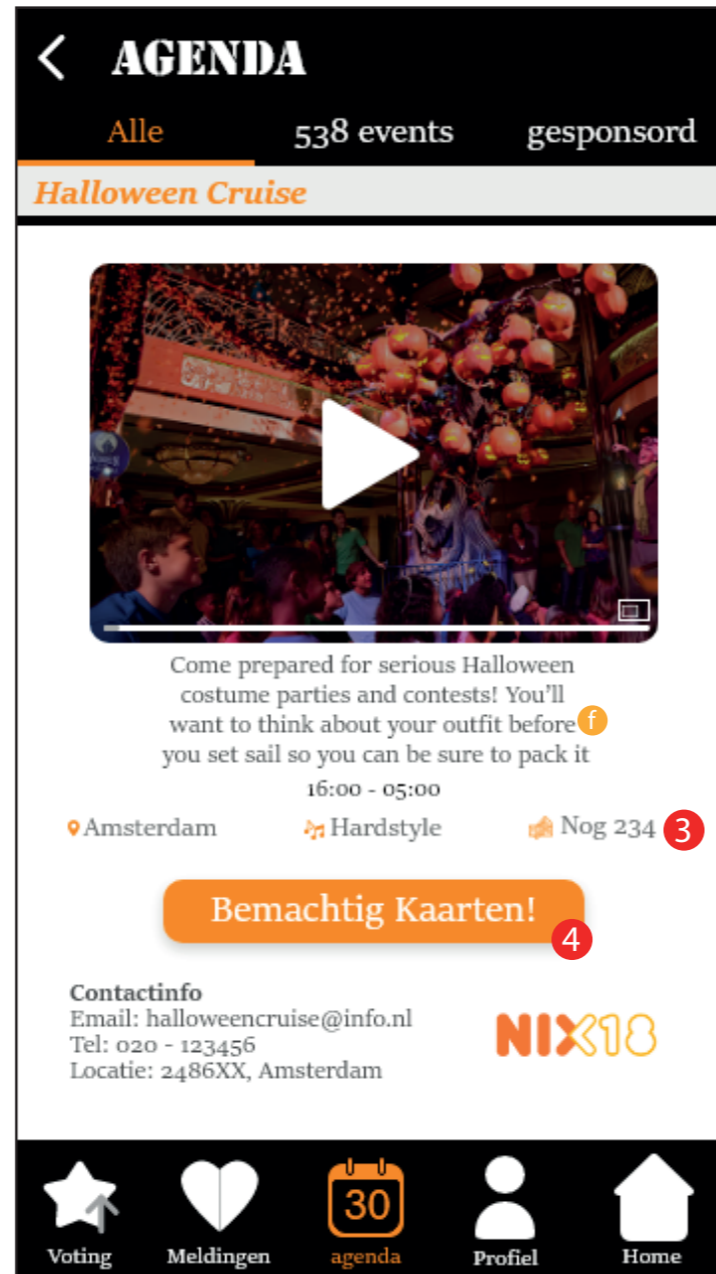 AGENDA
Alle 538 events gesponsord
Halloween Cruise
Come prepared for serious Halloween
costume parties and contests! You'll
want to think about your outfit before f
you set sail so you can be sure to pack it
16:00 - 05:00
Amsterdam Hardstyle Nog 234 3
Bemachtig Kaarten!
4
Contactinfo
Email: halloweencruise@info.nl
Tel: 020 - 123456
Locatie: 2486XX, Amsterdam
NIX18
30
Voting Meldingen agenda Profiel Home